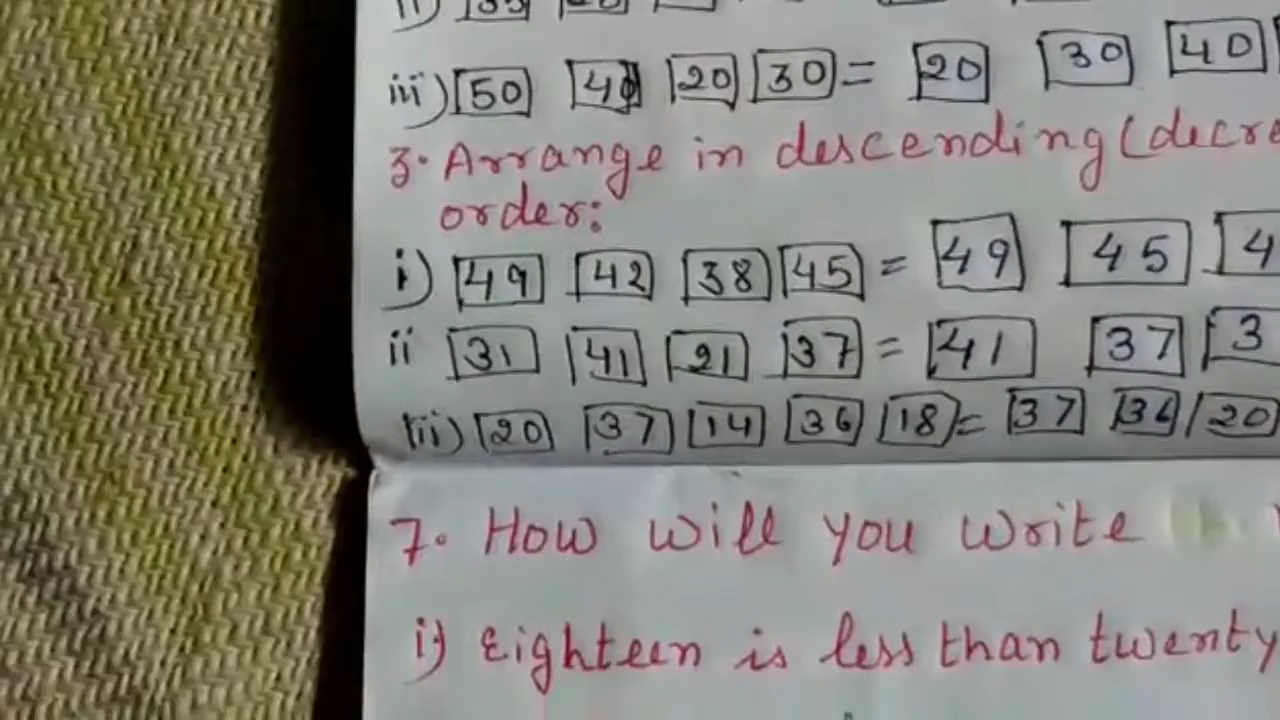 iii) 50 40 20 30 = 20 30 40
3. Arrange in descending (decre
order:
i) 49 42 38 45 = 49 45 4
ii 31 41 21 37 = 41 37 3
iii) 20 37 14 36 18 = 37 36 20
7. How will you write
i) Eighteen is less than twenty